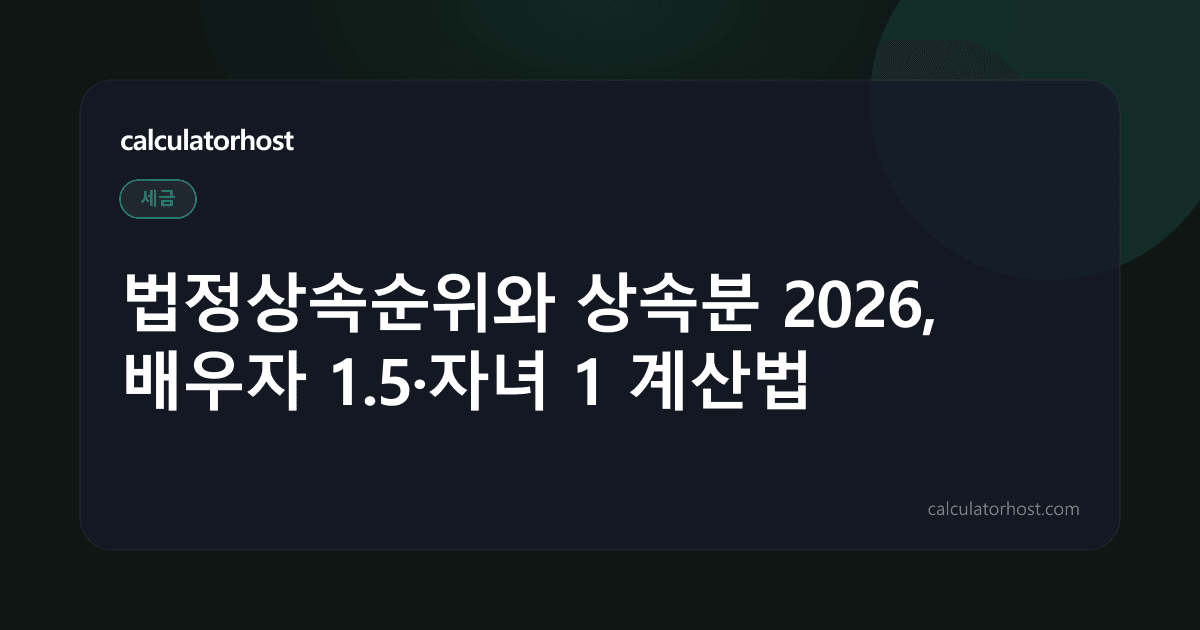 calculatorhost
세금
법정상속순위와 상속분 2026,
배우자 1.5·자녀 1 계산법
calculatorhost.com